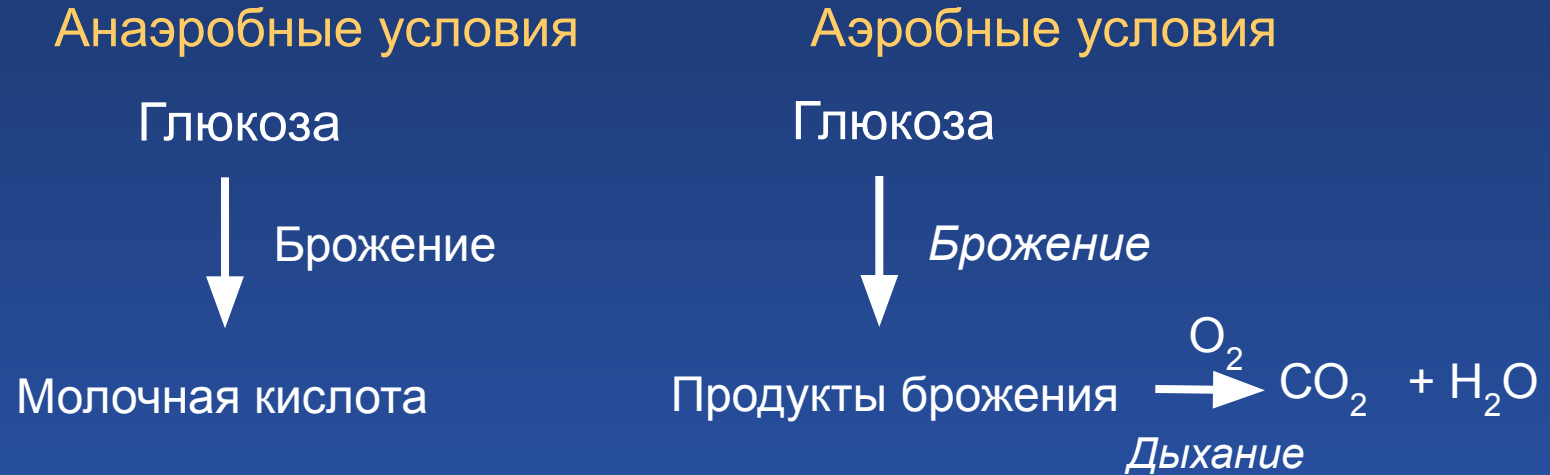 Анаэробные условия
Глюкоза
Брожение
Молочная кислота
Аэробные условия
Глюкоза
Брожение
Продукты брожения
O₂
Дыхание
CO₂ + H₂O